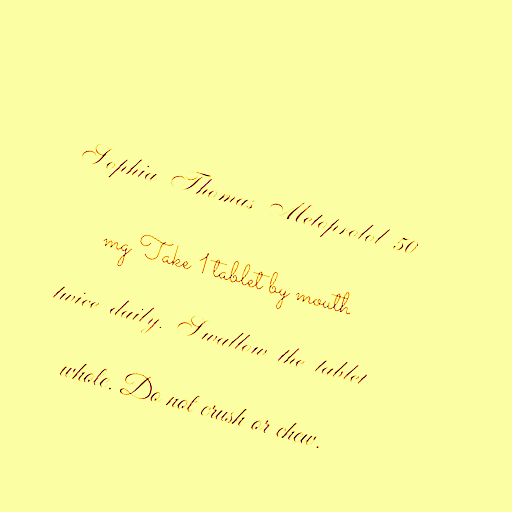 Sophia Thomas Metoprolol 50
mg Take 1 tablet by mouth
twice daily. Swallow the tablet
whole. Do not crush or chew.